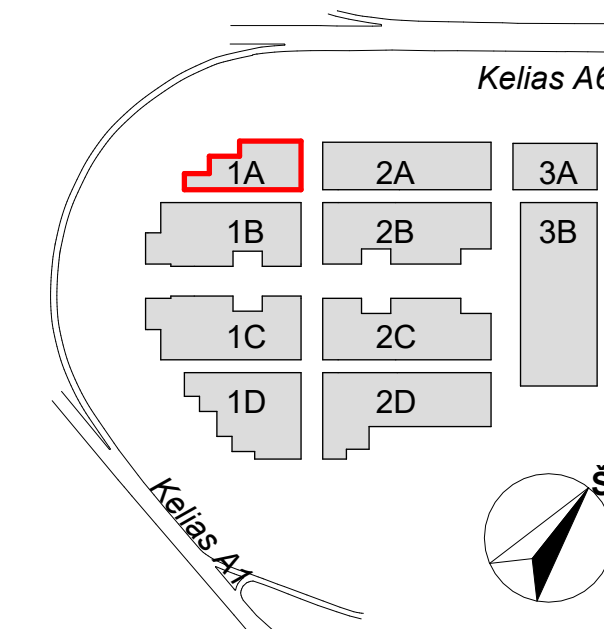 Kelias A6
1A 2A 3A
1B 2B 3B
1C 2C
1D 2D
Š
Kelias A1